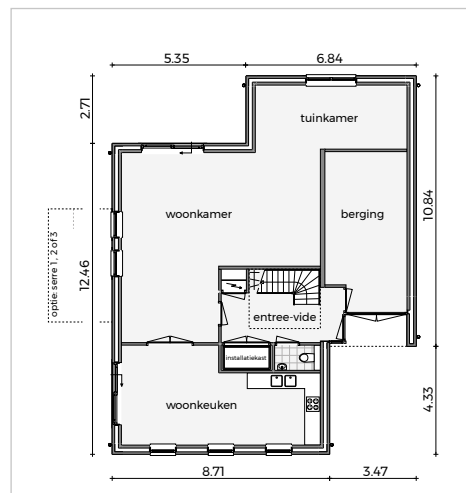 5.35
6.84
2.71
tuinkamer
woonkamer
berging
10.84
optie: serre 1, 2 of 3
12.46
entree-vide
installatiekast
woonkeuken
4.33
8.71
3.47